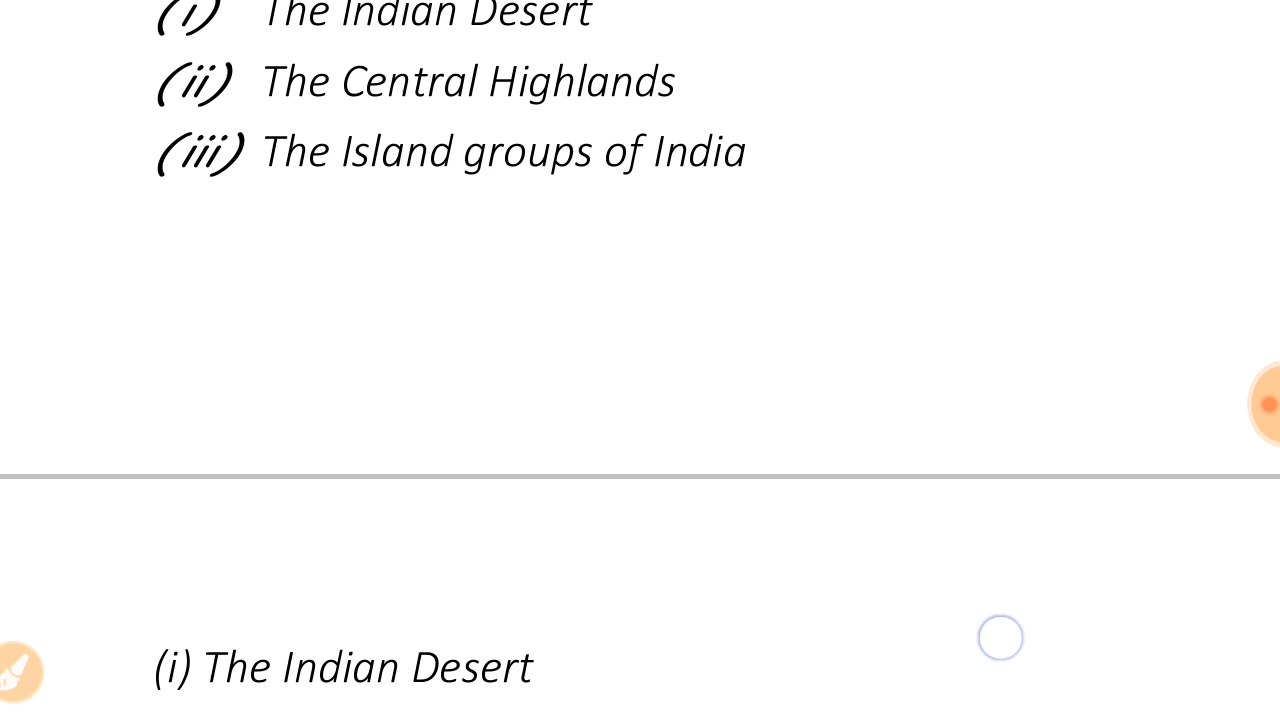 (i) The Indian Desert
(ii) The Central Highlands
(iii) The Island groups of India
(i) The Indian Desert